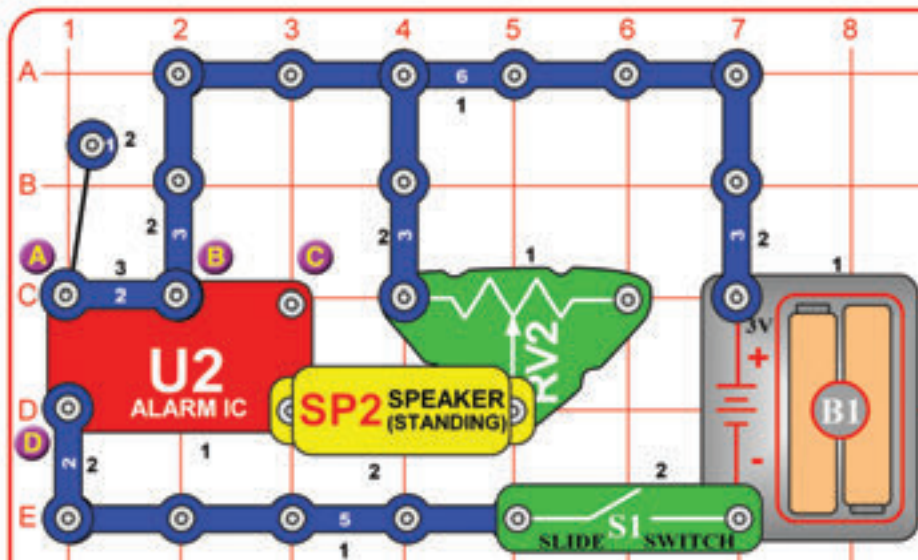 1 2 3 4 5 6 7 8
A 6
1
1 2
B
2 3 2 3 3 2
A B C
3 1 1
C 2
3V
+
U2
ALARM IC
RV2
D SP2 SPEAKER
(STANDING)
B1
D
2 2 1 2 2 -
E 5 S1
SLIDE SWITCH
1